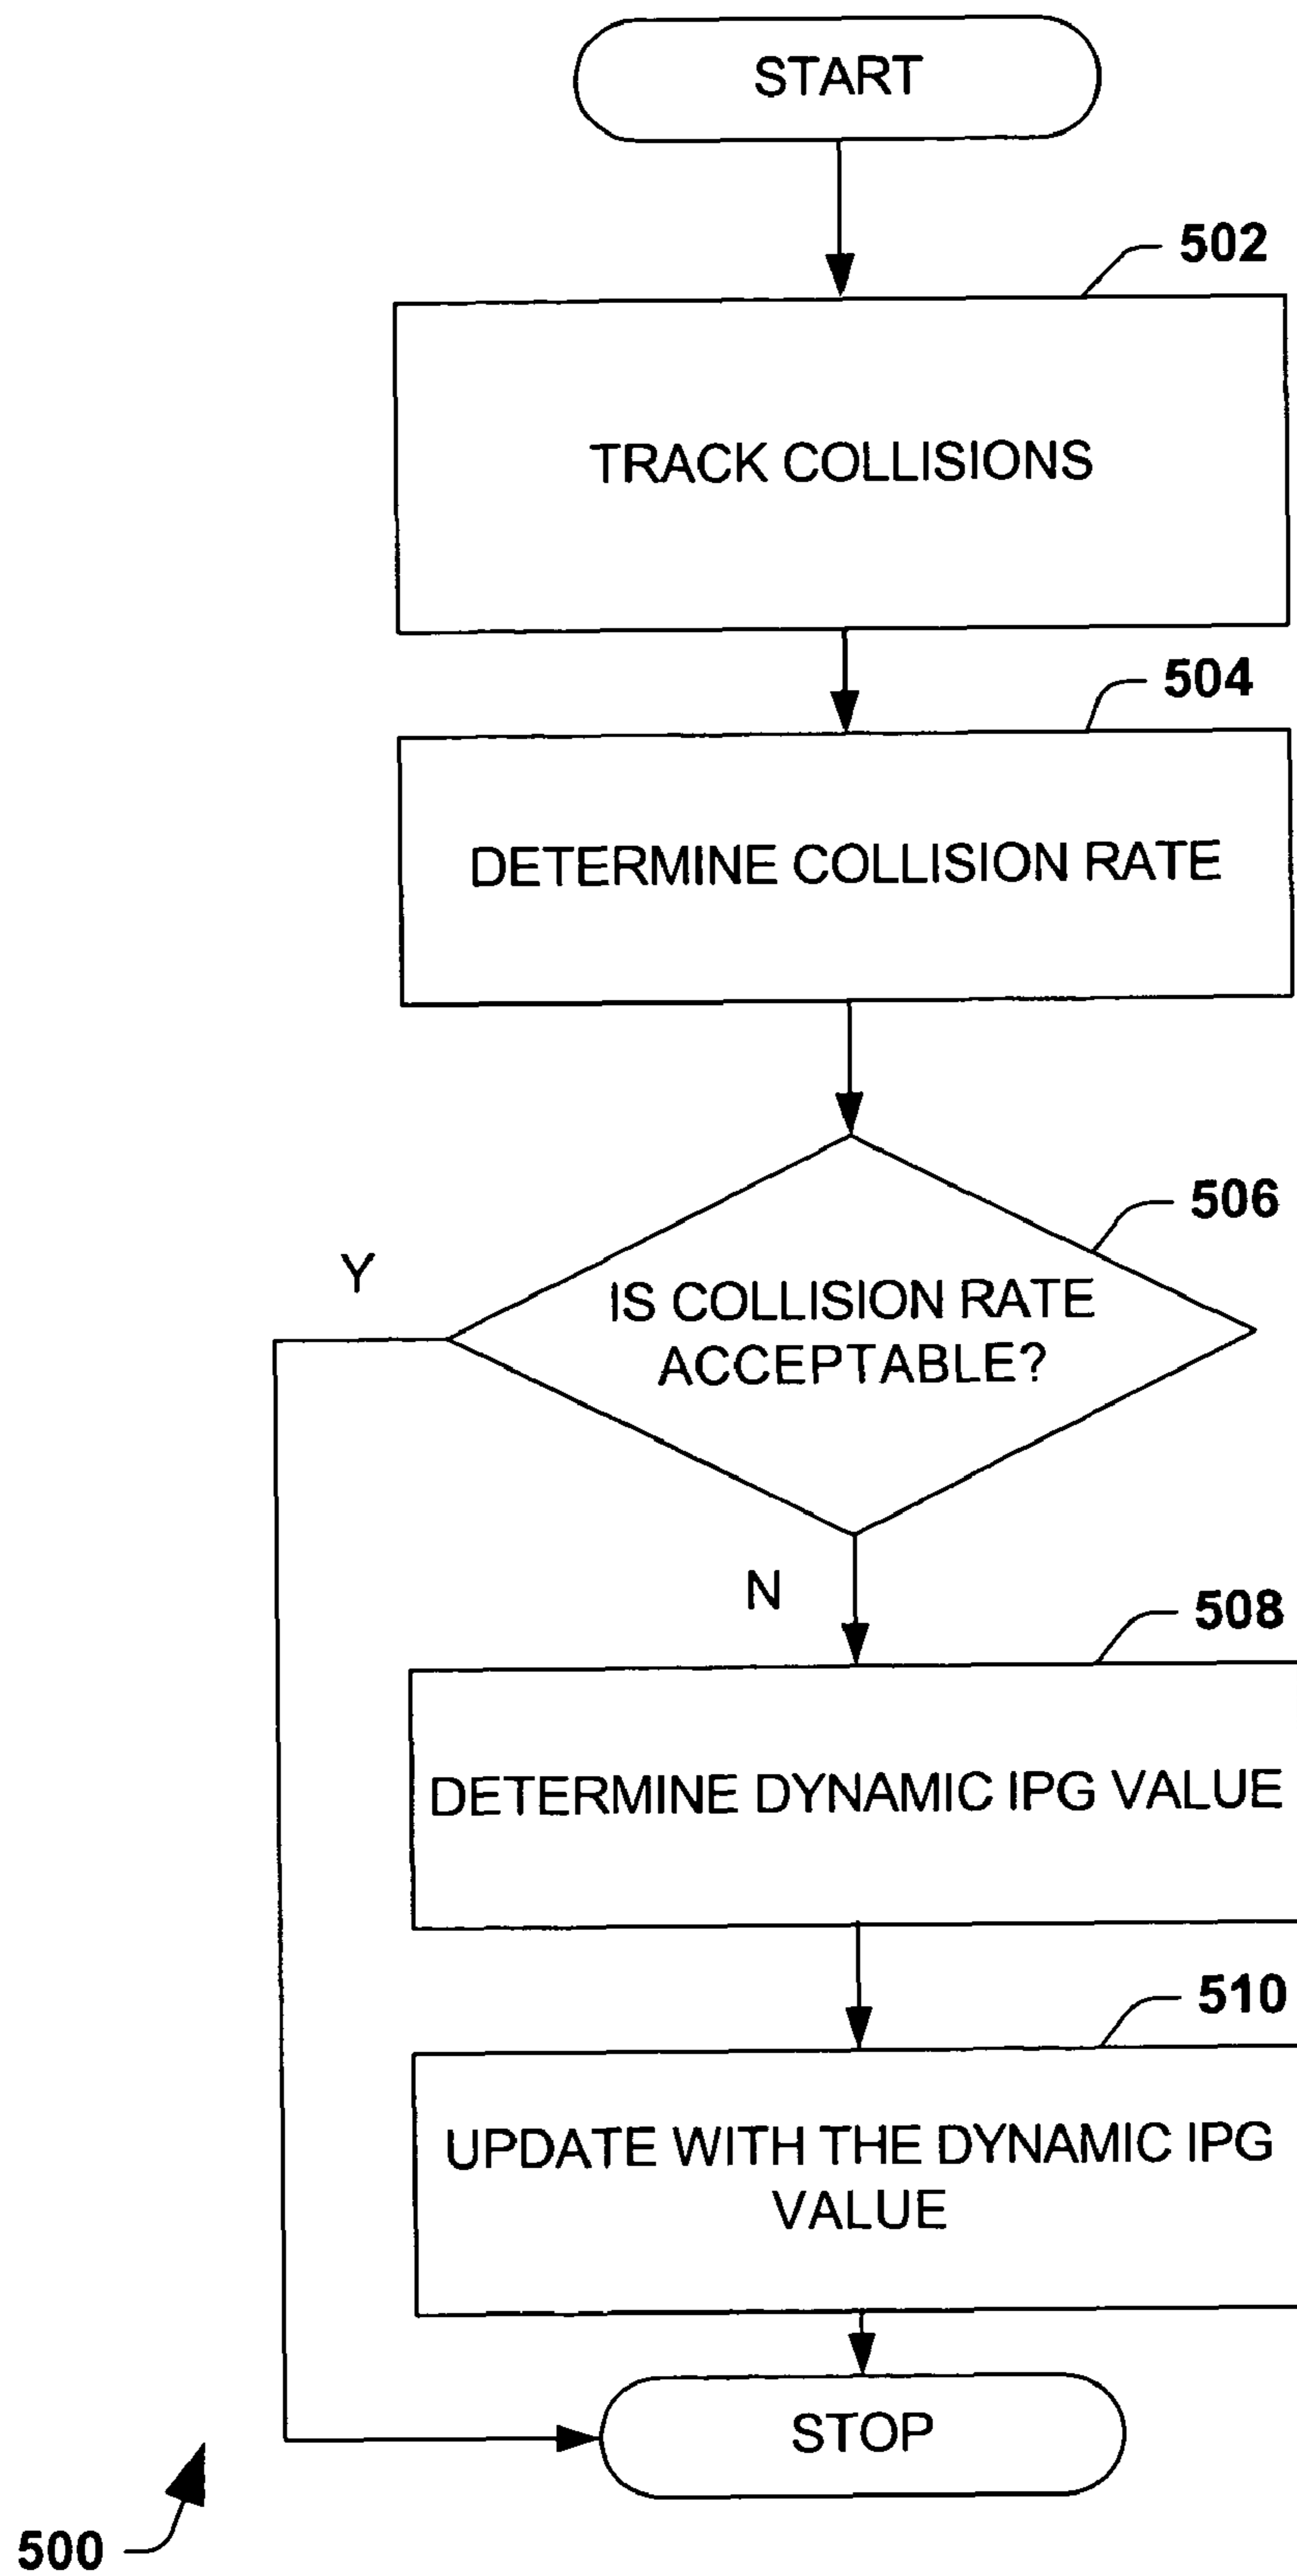 START
502
TRACK COLLISIONS
504
DETERMINE COLLISION RATE
506
Y
IS COLLISION RATE
ACCEPTABLE?
N
508
DETERMINE DYNAMIC IPG VALUE
510
UPDATE WITH THE DYNAMIC IPG
VALUE
STOP
500